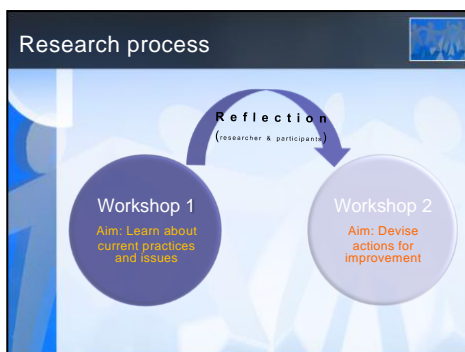 Research process
Reflection
(researcher & participants)
Workshop 1
Aim: Learn about
current practices
and issues
Workshop 2
Aim: Devise
actions for
improvement